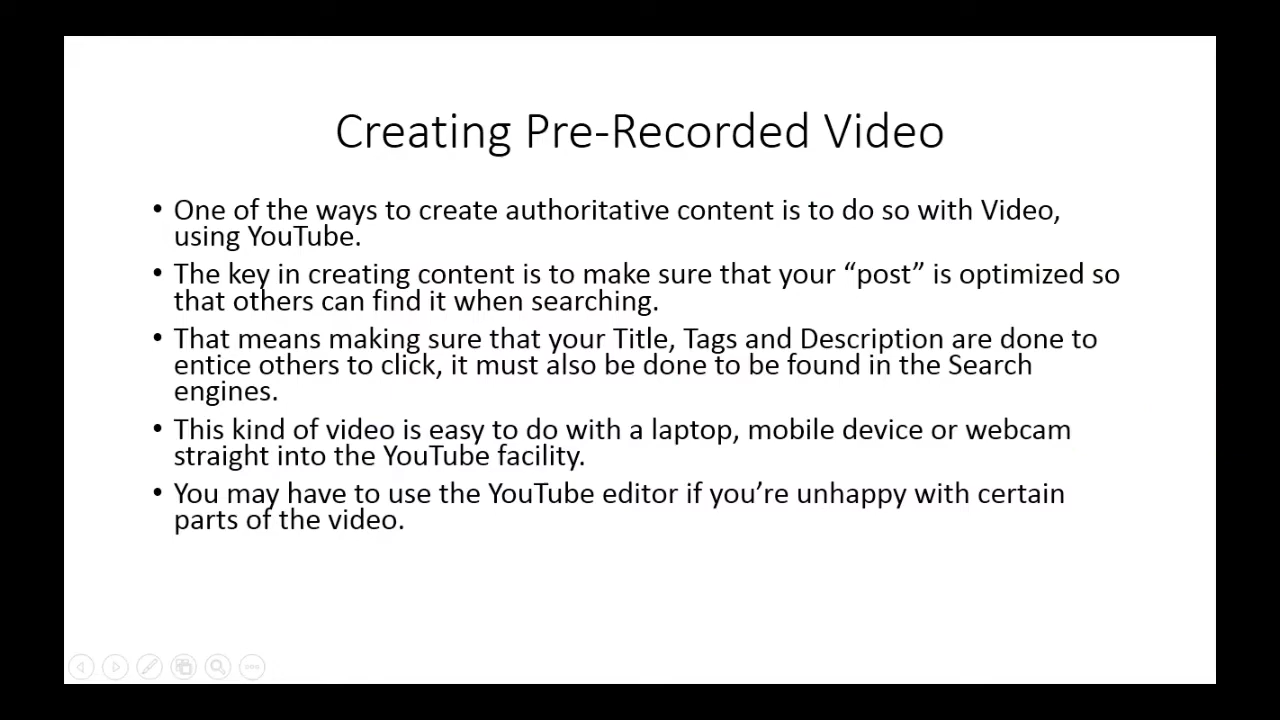 Creating Pre-Recorded Video
• One of the ways to create authoritative content is to do so with Video,
using YouTube.
• The key in creating content is to make sure that your “post” is optimized so
that others can find it when searching.
• That means making sure that your Title, Tags and Description are done to
entice others to click, it must also be done to be found in the Search
engines.
• This kind of video is easy to do with a laptop, mobile device or webcam
straight into the YouTube facility.
• You may have to use the YouTube editor if you’re unhappy with certain
parts of the video.